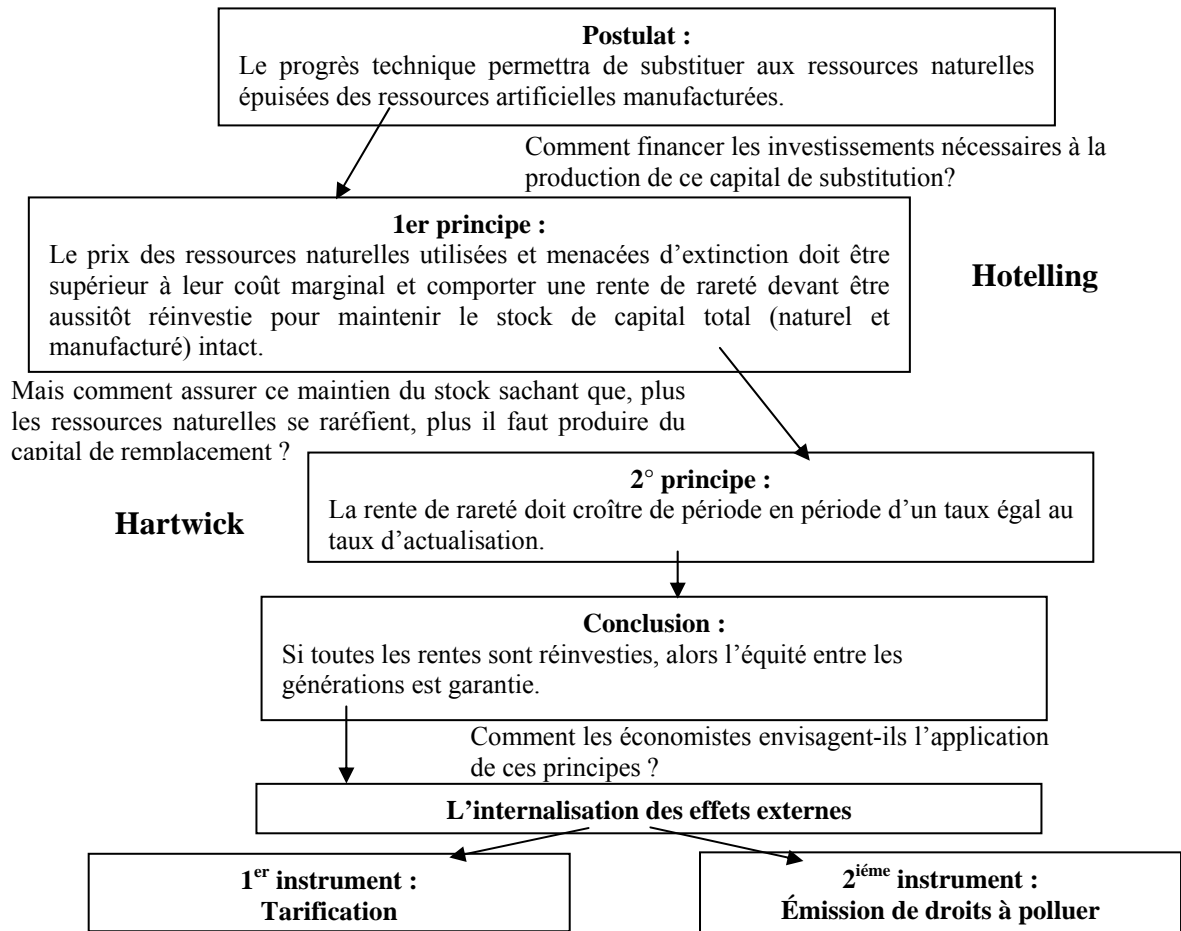 Postulat :
Le progrès technique permettra de substituer aux ressources naturelles
épuisées des ressources artificielles manufacturées.
Comment financer les investissements nécessaires à la
production de ce capital de substitution?
1er principe :
Le prix des ressources naturelles utilisées et menacées d’extinction doit être
supérieur à leur coût marginal et comporter une rente de rareté devant être
aussitôt réinvestie pour maintenir le stock de capital total (naturel et
manufacturé) intact.
Hotelling
Mais comment assurer ce maintien du stock sachant que, plus
les ressources naturelles se raréfient, plus il faut produire du
capital de remplacement ?
2° principe :
La rente de rareté doit croître de période en période d’un taux égal au
taux d’actualisation.
Hartwick
Conclusion :
Si toutes les rentes sont réinvesties, alors l’équité entre les
générations est garantie.
Comment les économistes envisagent-ils l’application
de ces principes ?
L’internalisation des effets externes
1er instrument :
Tarification
2iéme instrument :
Émission de droits à polluer